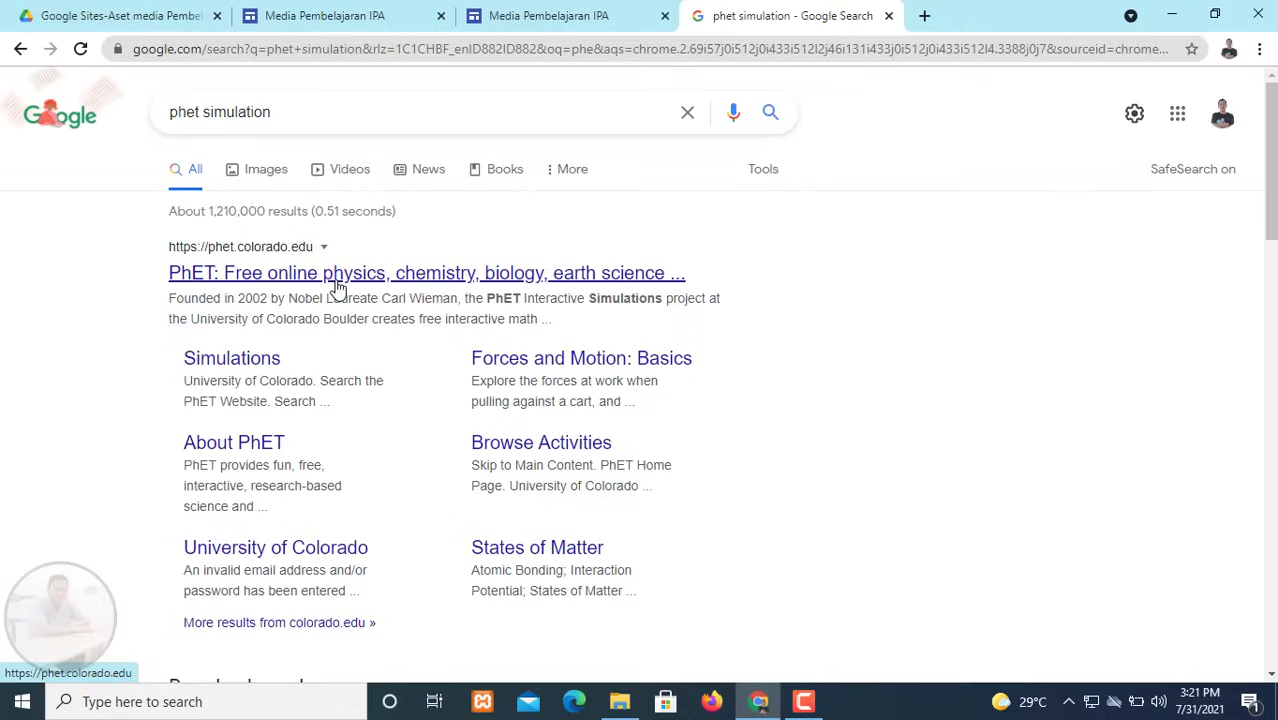 Google Sites-Aset media Pembela
Media Pembelajaran IPA
Media Pembelajaran IPA
phet simulation - Google Search
google.com/search?q=phet+simulation&rlz=1C1CHBF_enID882ID882&oq=phe&aqs=chrome.2.69i57j0i512j0i433i512l2j46i131i433j0i512j0i433i512l4.3388j0j7&sourceid=chrome...
Google
phet simulation
All
Images
Videos
News
Books
More
Tools
SafeSearch on
About 1,210,000 results (0.51 seconds)
https://phet.colorado.edu
PhET: Free online physics, chemistry, biology, earth science ...
Founded in 2002 by Nobel Laureate Carl Wieman, the PhET Interactive Simulations project at
the University of Colorado Boulder creates free interactive math ...
Simulations
University of Colorado. Search the
PhET Website. Search ...
Forces and Motion: Basics
Explore the forces at work when
pulling against a cart, and ...
About PhET
PhET provides fun, free,
interactive, research-based
science and ...
Browse Activities
Skip to Main Content. PhET Home
Page. University of Colorado ...
University of Colorado
An invalid email address and/or
password has been entered ...
States of Matter
Atomic Bonding; Interaction
Potential; States of Matter ...
More results from colorado.edu »
https://phet.colorado.edu
Type here to search
29°C
3:21 PM
7/31/2021
1